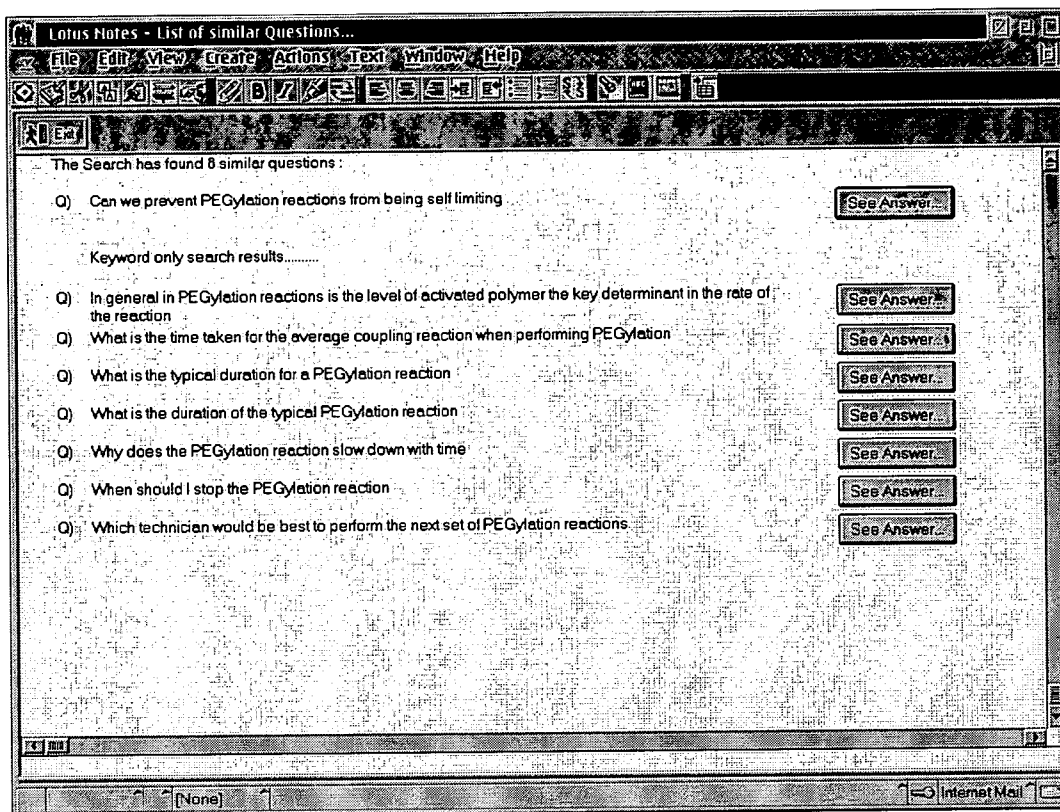 Lotus Notes - List of similar Questions...
File Edit View Create Actions Text Window Help
Exit
The Search has found 8 similar questions :
Q) Can we prevent PEGylation reactions from being self limiting See Answer...
Keyword only search results..........
Q) In general in PEGylation reactions is the level of activated polymer the key determinant in the rate of See Answer...
the reaction
Q) What is the time taken for the average coupling reaction when performing PEGylation See Answer...
Q) What is the typical duration for a PEGylation reaction See Answer...
Q) What is the duration of the typical PEGylation reaction See Answer...
Q) Why does the PEGylation reaction slow down with time See Answer...
Q) When should I stop the PEGylation reaction See Answer...
Q) Which technician would be best to perform the next set of PEGylation reactions See Answer...
[None] Internet Mail